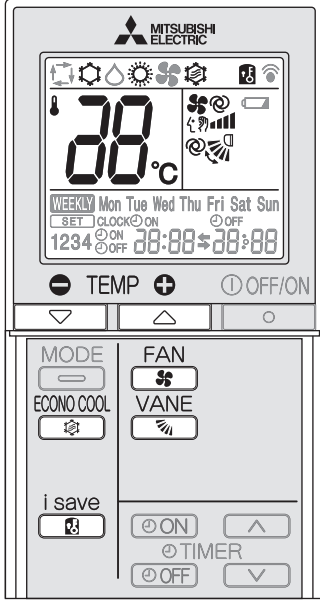 MITSUBISHI
ELECTRIC
88°C
WEEKLY Mon Tue Wed Thu Fri Sat Sun
SET CLOCK ON OFF
1234 ON OFF 88:88 88:88
TEMP OFF/ON
MODE FAN
ECONO COOL VANE
i save
ON
TIMER
OFF